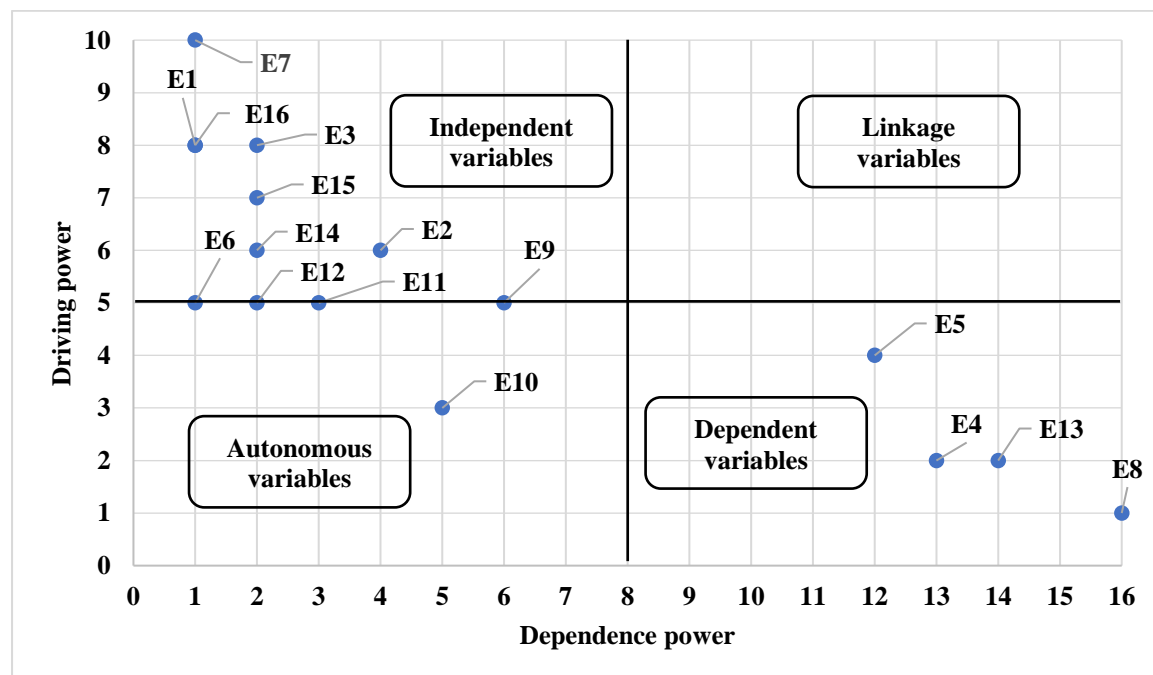 10
E7
E1
9
E16
E3
Independent
variables
Linkage
variables
8
7
E15
6
E6
E14
E2
E9
E12
E11
5
E5
4
E10
3
Autonomous
variables
Dependent
variables
E4
E13
2
E8
1
0
Driving power
0 1 2 3 4 5 6 7 8 9 10 11 12 13 14 15 16
Dependence power